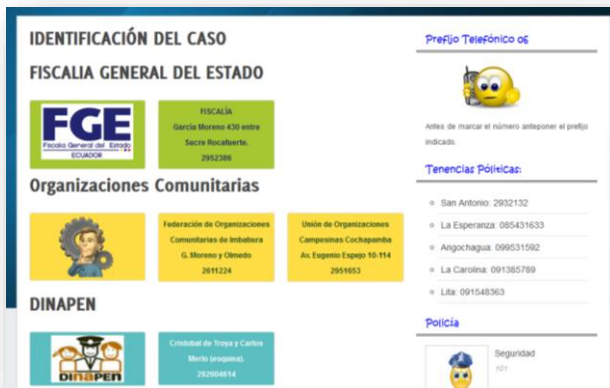 IDENTIFICACIÓN DEL CASO
FISCALIA GENERAL DEL ESTADO
FGE
Fiscalía General del Estado
ECUADOR
FISCALÍA
García Moreno 430 entre
Sucre Rocafuerte.
2952386
Organizaciones Comunitarias
Federación de Organizaciones
Comunitarias de Imbabura
G. Moreno y Olmedo
2611224
Unión de Organizaciones
Campesinas Cochapamba
Av. Eugenio Espejo 10-114
2951653
DINAPEN
DINAPEN
Cristobal de Troya y Carlos
Merlo (esquina).
292604614
Prefijo Telefónico 06
Antes de marcar el número anteponer el prefijo
indicado.
Tenencias Póliticas:
San Antonio: 2932132
La Esperanza: 085431633
Angochagua: 099531592
La Carolina: 091385789
Lita: 091548363
Policía
Seguridad
101